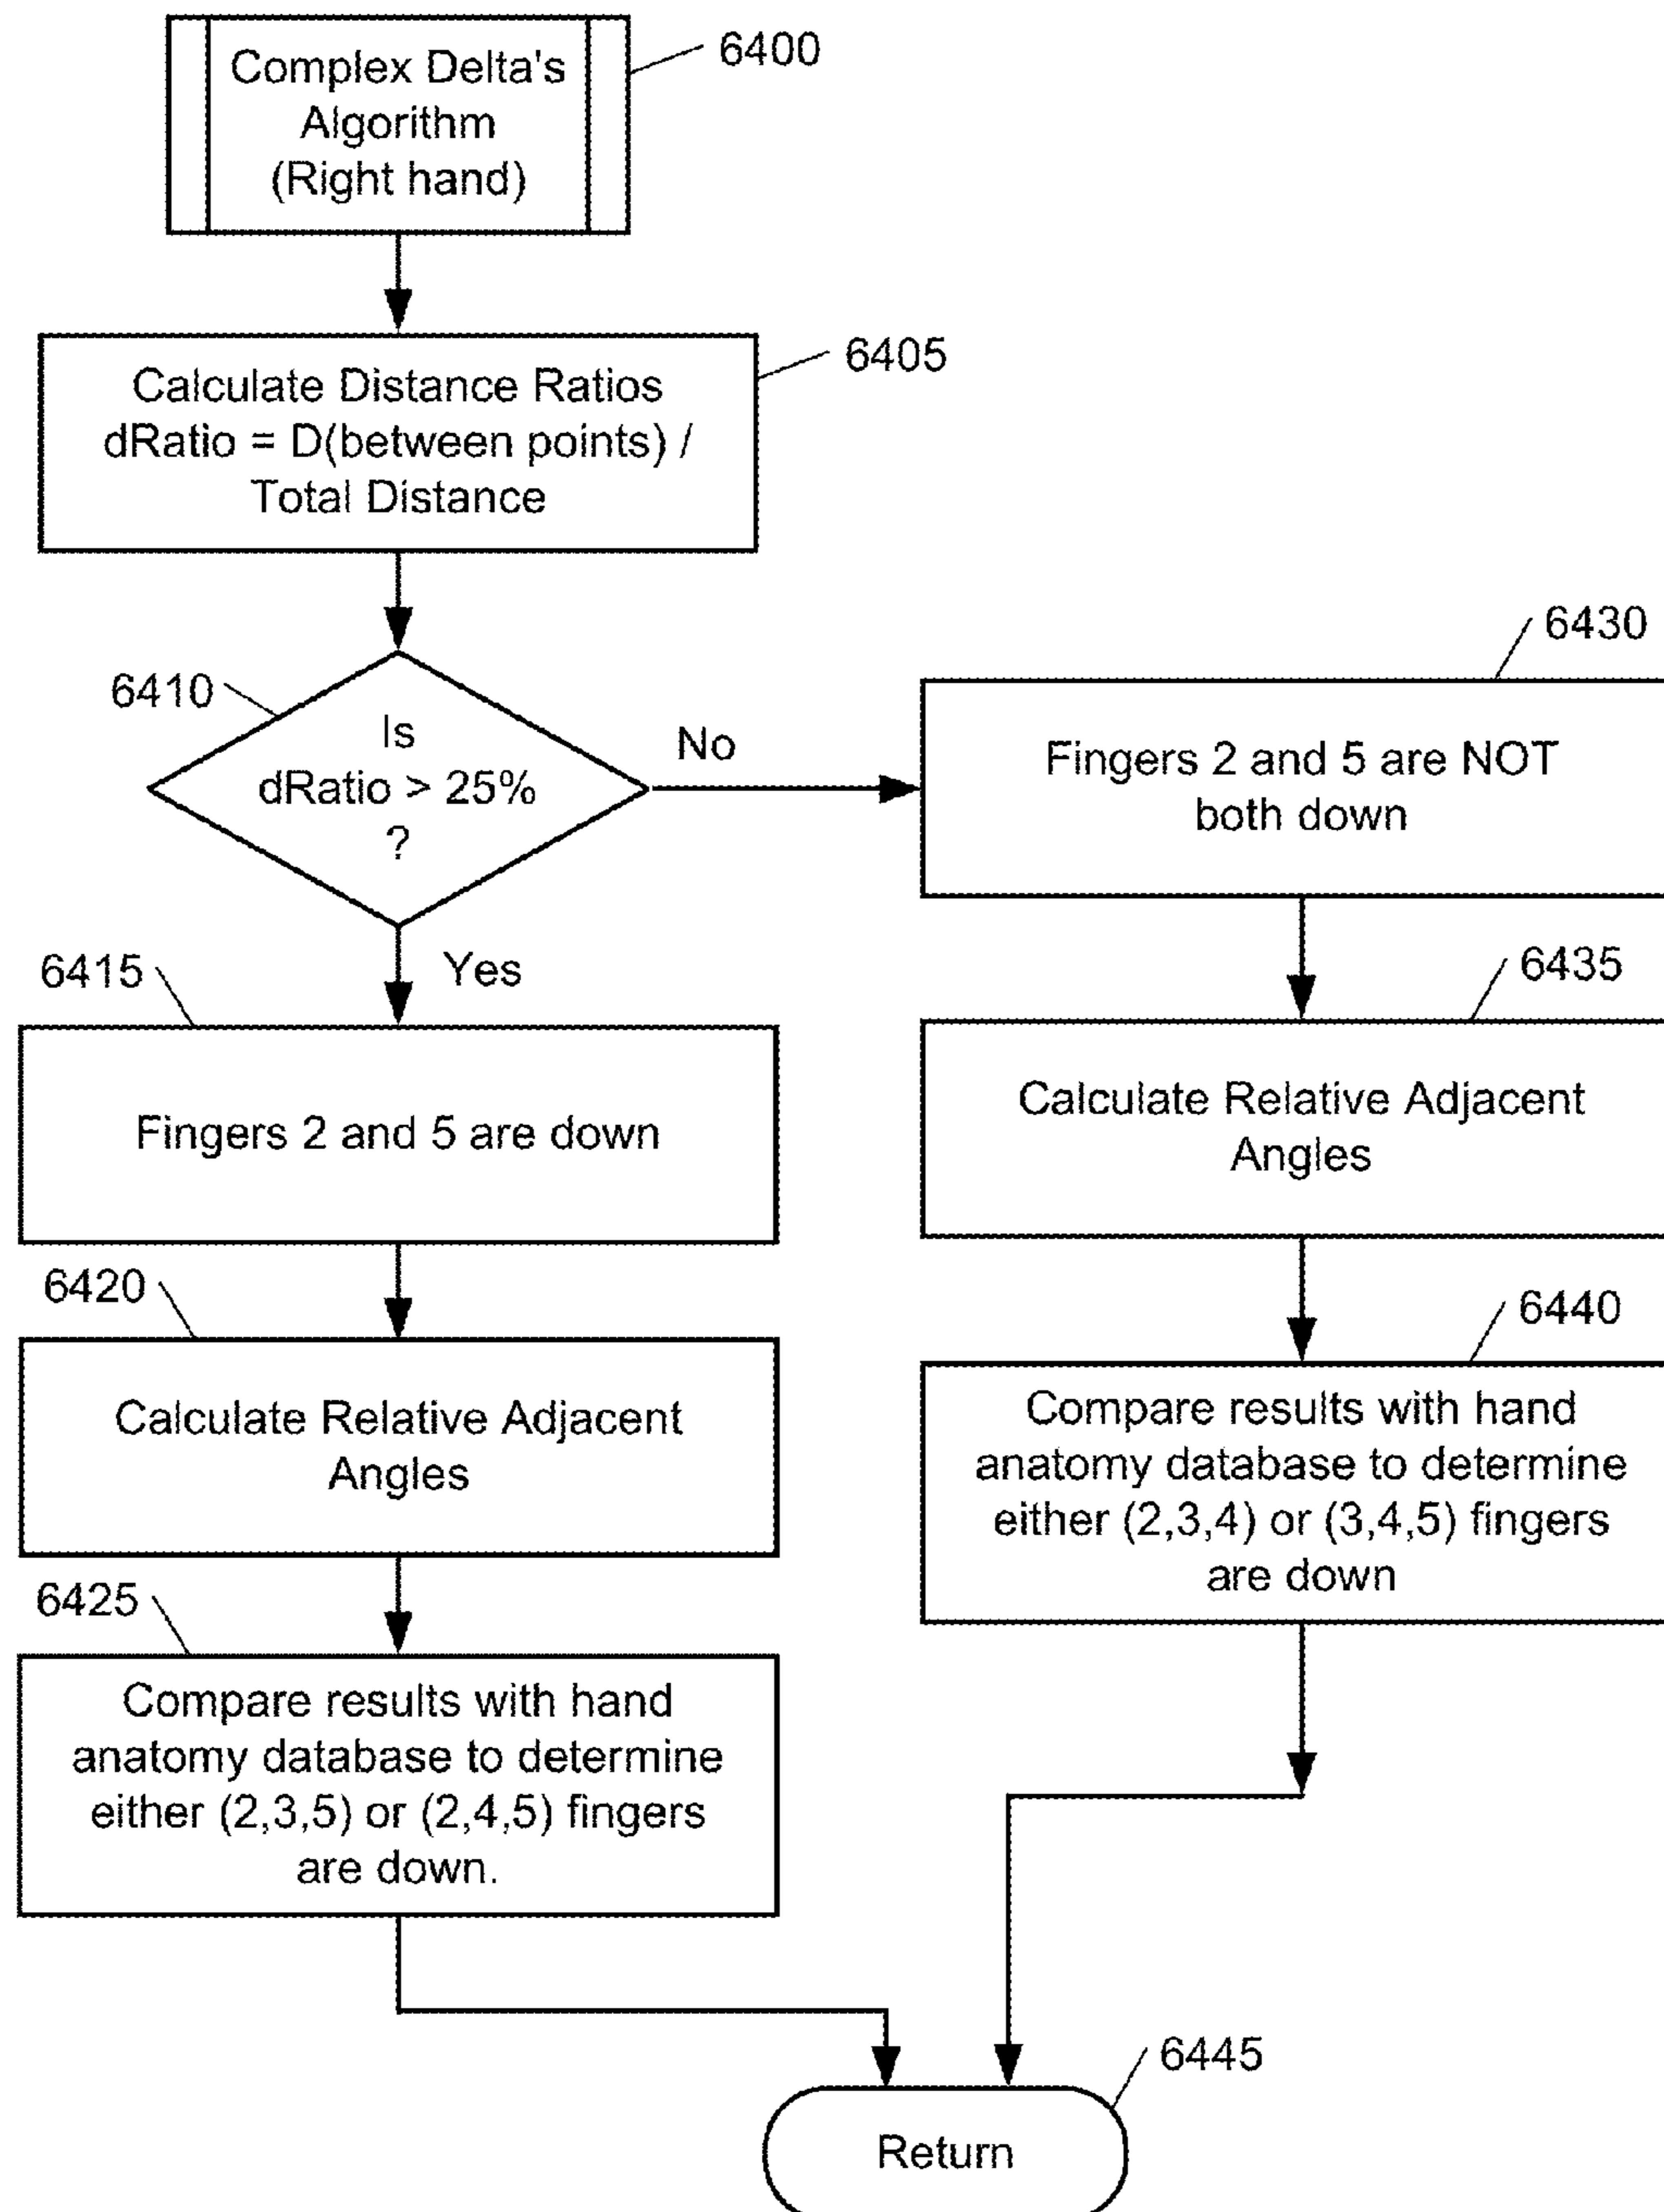 Complex Delta's
Algorithm
(Right hand)
6400
6405
Calculate Distance Ratios
dRatio = D(between points) /
Total Distance
6410
Is
dRatio > 25%
?
No
Yes
6430
Fingers 2 and 5 are NOT
both down
6415
Fingers 2 and 5 are down
6435
Calculate Relative Adjacent
Angles
6420
Calculate Relative Adjacent
Angles
6440
Compare results with hand
anatomy database to determine
either (2,3,4) or (3,4,5) fingers
are down
6425
Compare results with hand
anatomy database to determine
either (2,3,5) or (2,4,5) fingers
are down.
6445
Return